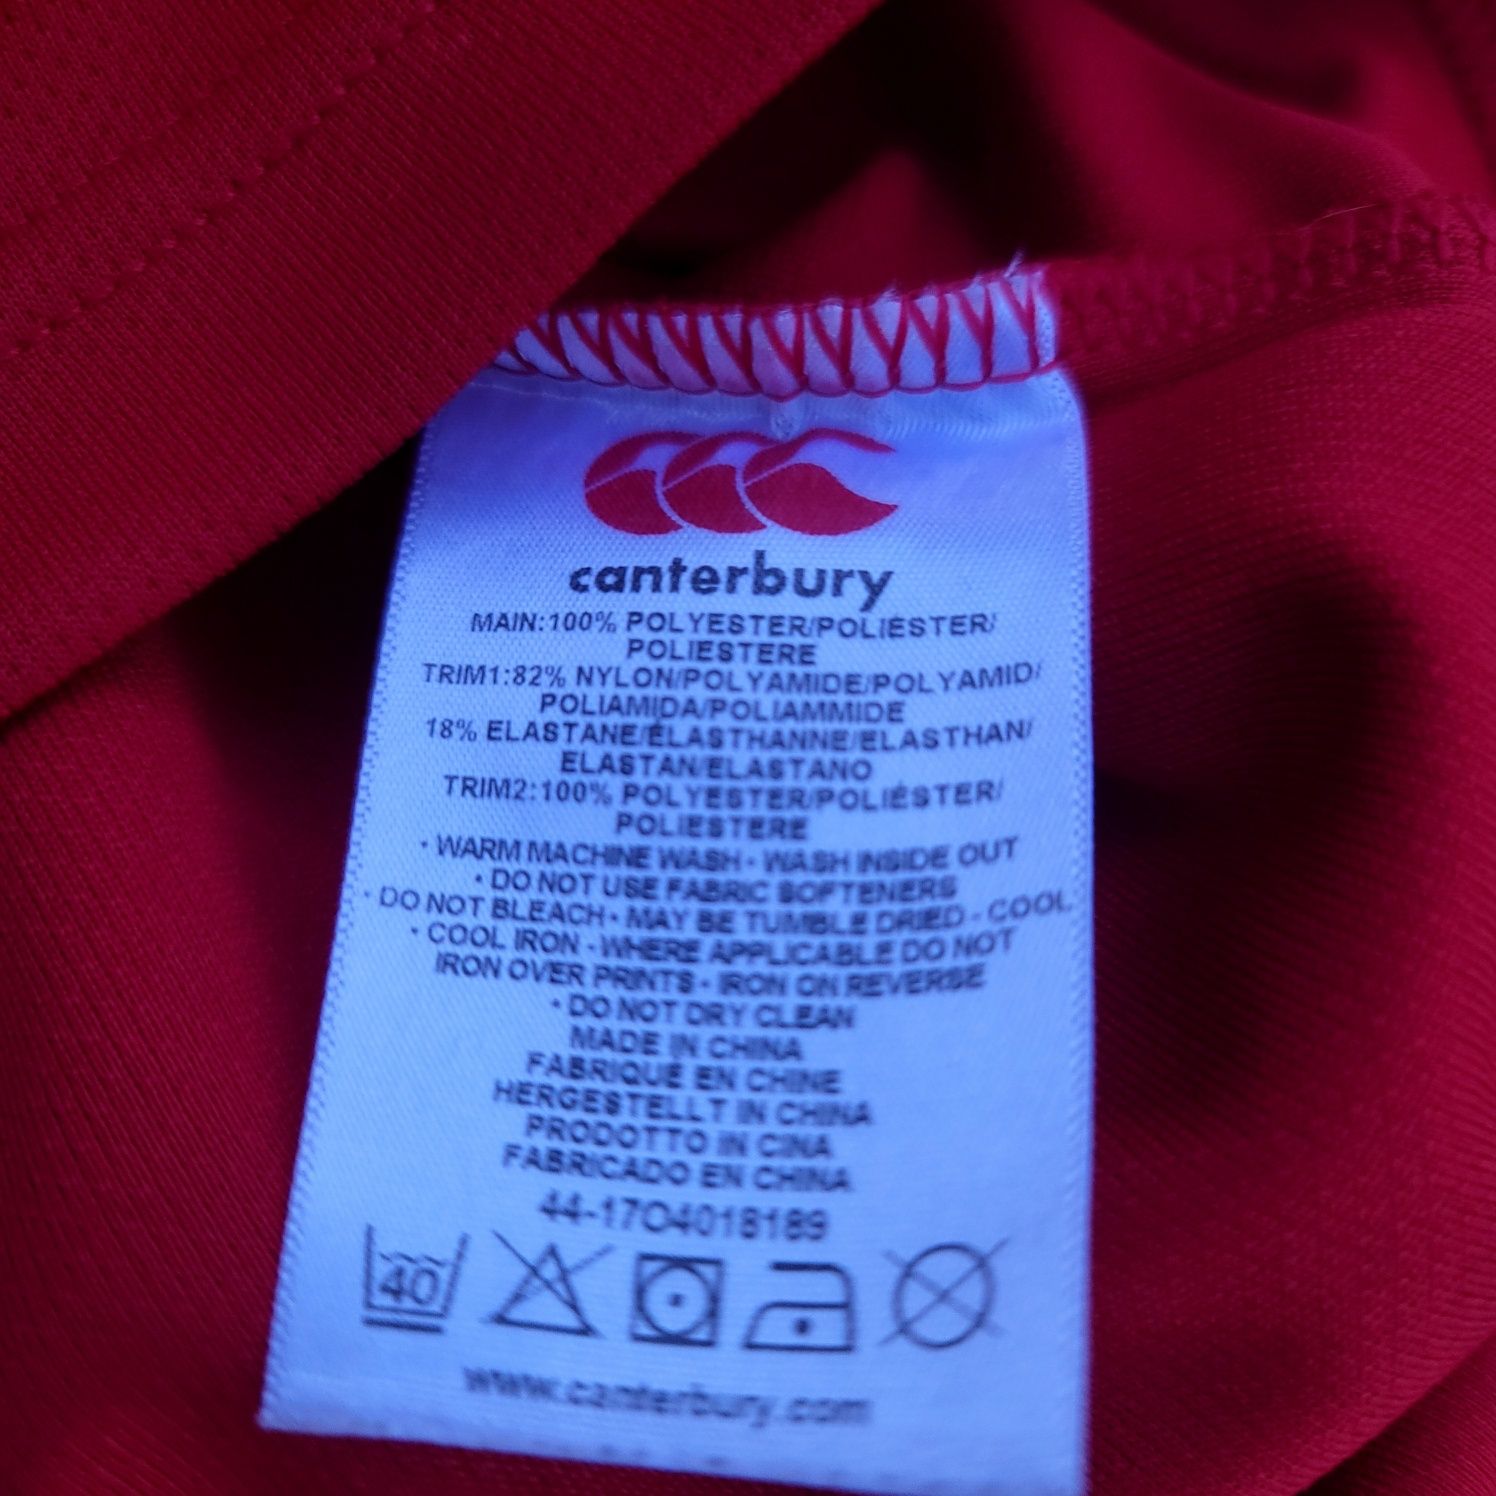 canterbury
MAIN:100% POLYESTER/POLIÉSTER/
POLIESTERE
TRIM1:82% NYLON/POLYAMIDE/POLYAMID/
POLIAMIDA/POLIAMMIDE
18% ELASTANE/ÉLASTHANNE/ELASTHAN/
ELASTAN/ELASTANO
TRIM2:100% POLYESTER/POLIÉSTER/
POLIESTERE
• WARM MACHINE WASH • WASH INSIDE OUT
• DO NOT USE FABRIC SOFTENERS
• DO NOT BLEACH • MAY BE TUMBLE DRIED - COOL
• COOL IRON - WHERE APPLICABLE DO NOT
IRON OVER PRINTS • IRON ON REVERSE
• DO NOT DRY CLEAN
MADE IN CHINA
FABRIQUÉ EN CHINE
HERGESTELLT IN CHINA
PRODOTTO IN CINA
FABRICADO EN CHINA
44-17O4018189
40
www.canterbury.com